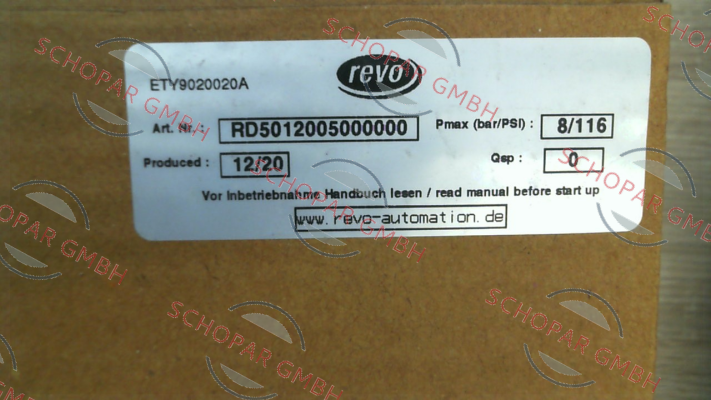 revo
ETY9020020A
Art. Nr.: RD5012005000000 Pmax (bar/PSI) : 8/116
Produced : 12/20 Qsp : 0
Vor Inbetriebnahme Handbuch lesen / read manual before start up
www.revo-automation.de
SCHOPAR GMBH
SCHOPAR GMBH
SCHOPAR GMBH
SCHOPAR GMBH
SCHOPAR GMBH
SCHOPAR GMBH
SCHOPAR GMBH